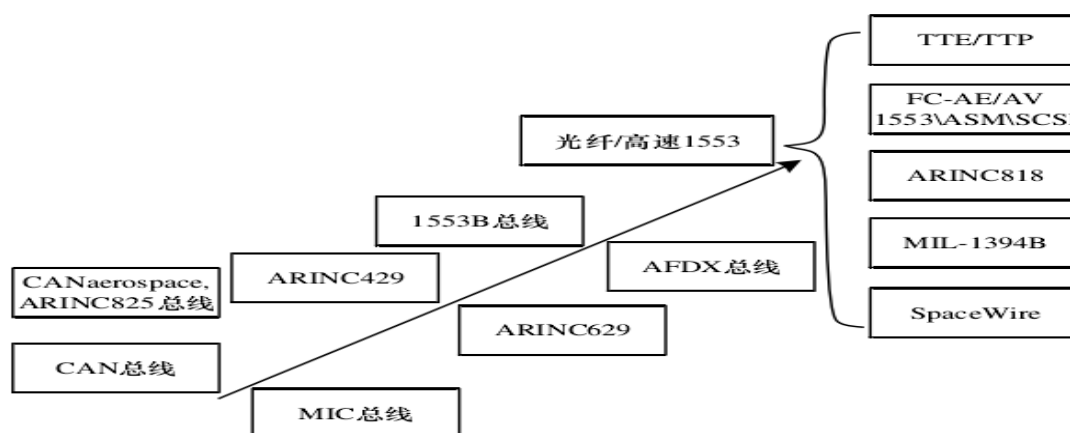 TTE/TTP
FC-AE/AV
1553\ASM\SCS
光纤/高速1553
ARINC818
1553B总线
MIL-1394B
AFDX总线
ARINC429
CANaerospace,
ARINC825总线
SpaceWire
ARINC629
CAN总线
MIC总线